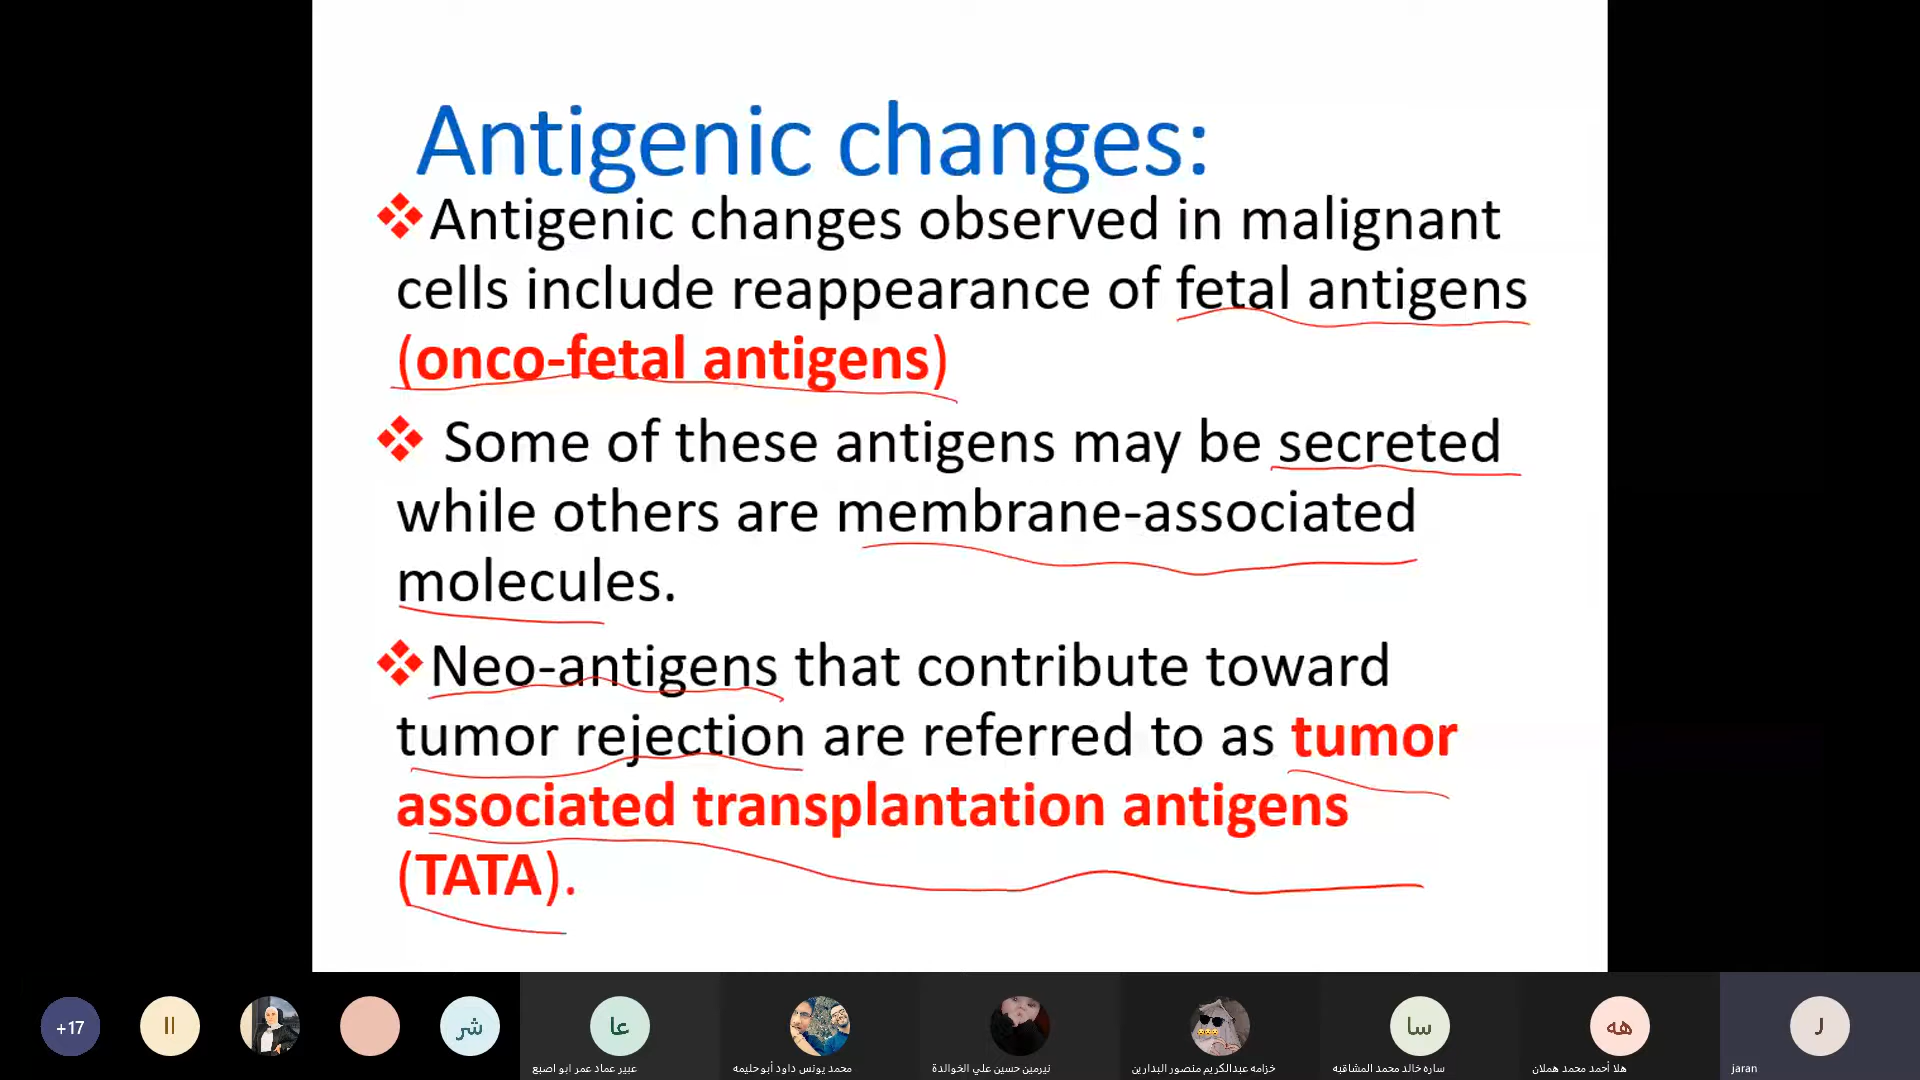 Antigenic changes:
❖Antigenic changes observed in malignant
cells include reappearance of fetal antigens
(onco-fetal antigens)
❖ Some of these antigens may be secreted
while others are membrane-associated
molecules.
❖Neo-antigens that contribute toward
tumor rejection are referred to as tumor
associated transplantation antigens
(TATA).
+17
اا
شر
عا
سا
هه
J
عبير عماد عمر ابو اصبع
محمد يونس داود أبوحليمه
نيرمين حسين علي الخوالدة
خزامه عبدالكريم منصور البدارين
ساره خالد محمد المشاقبه
هلا أحمد محمد هملان
jaran